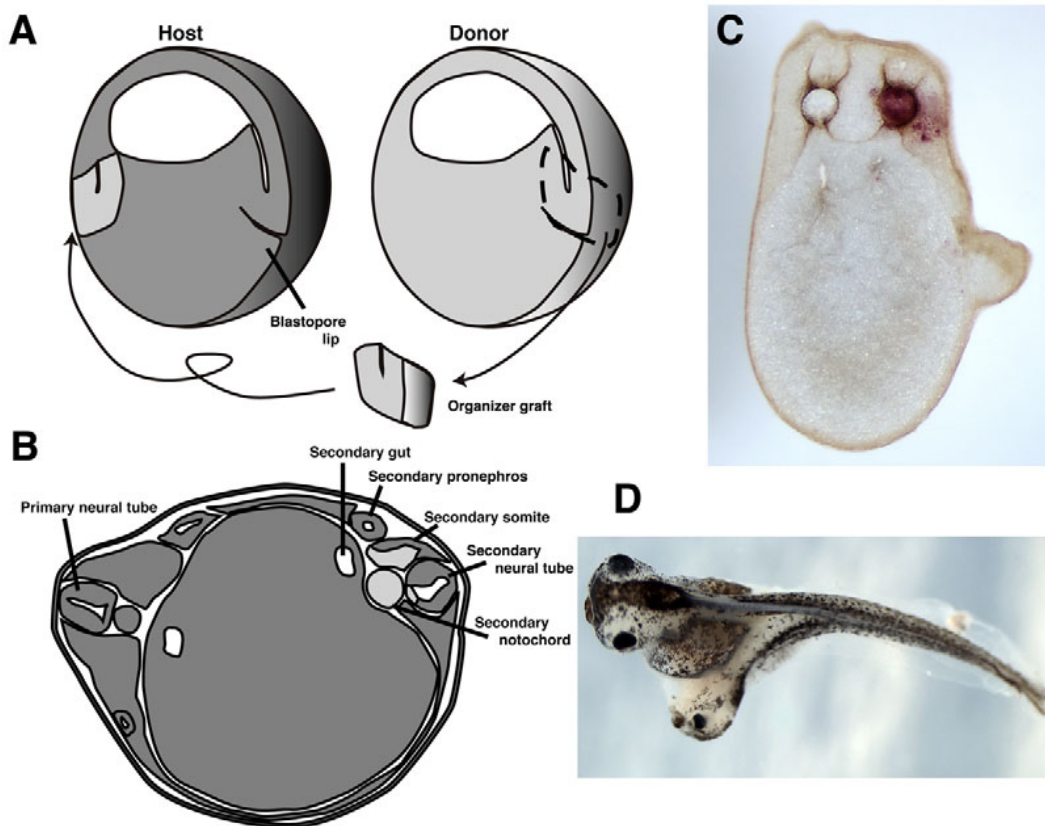 A
Host
Donor
Blastopore
lip
Organizer graft
B
Secondary gut
Secondary pronephros
Primary neural tube
Secondary somite
Secondary
neural tube
Secondary
notochord
C
D